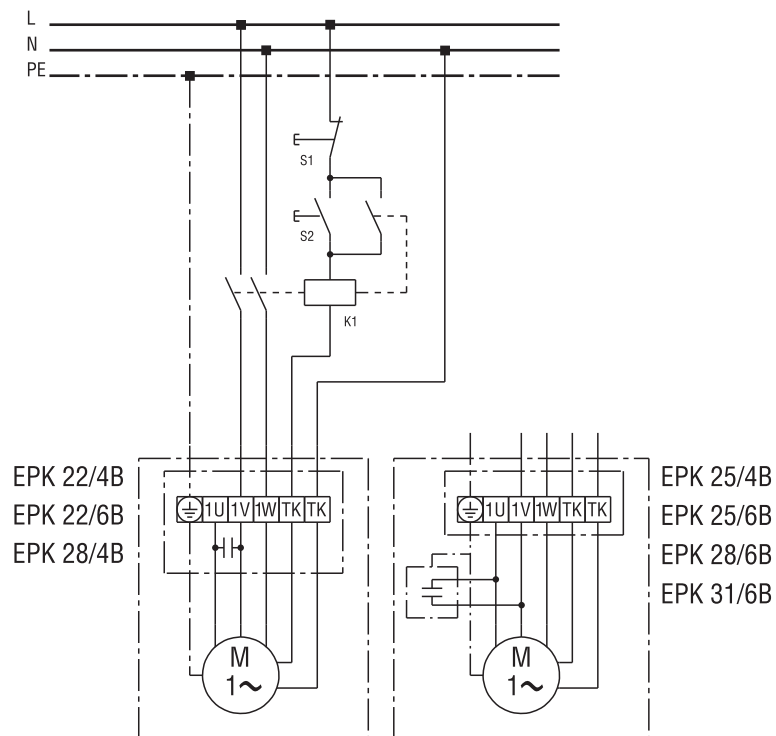 L
N
PE
S1
S2
K1
EPK 22/4B
EPK 22/6B
EPK 28/4B
1U 1V 1W TK TK
M
1~
1U 1V 1W TK TK
M
1~
EPK 25/4B
EPK 25/6B
EPK 28/6B
EPK 31/6B